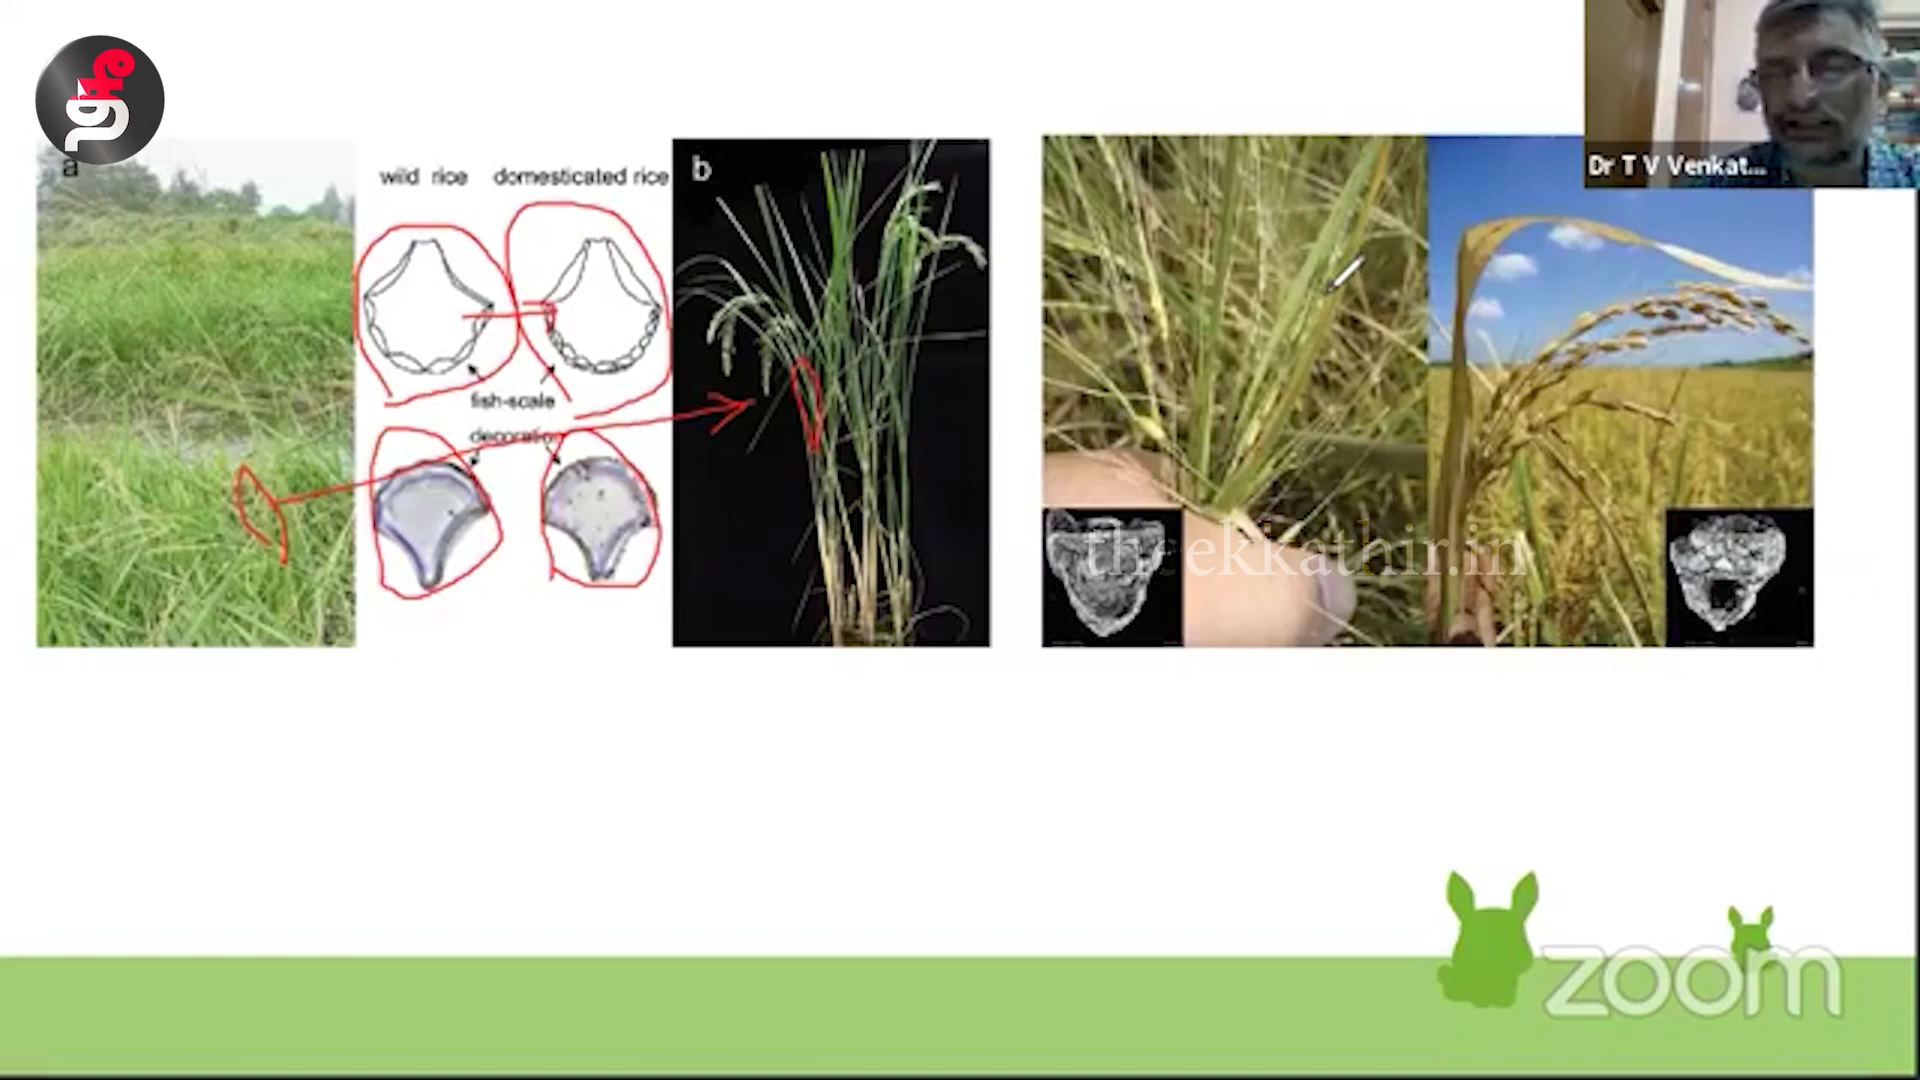 Dr T V Venkat...
a
wild rice domesticated rice
b
fish-scale
decoration
theekkathir.in
zoom